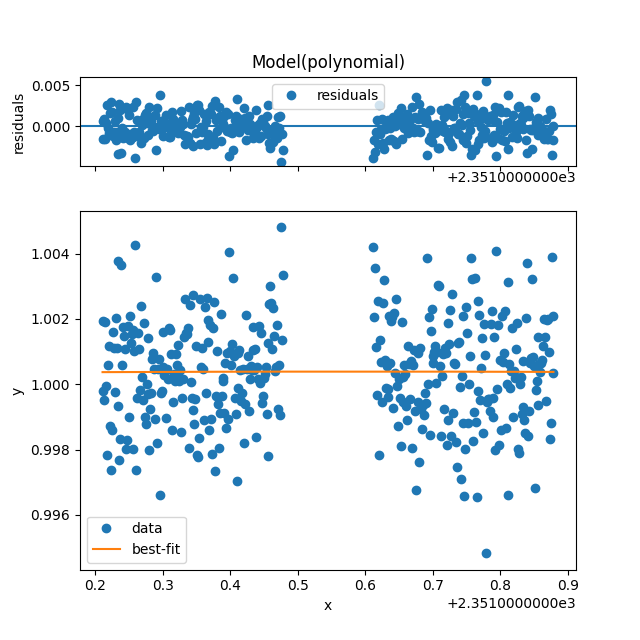 Model(polynomial)
0.005
0.000
residuals
residuals
+2.3510000000e3
1.004
1.002
1.000
0.998
0.996
y
data
best-fit
0.2 0.3 0.4 0.5 0.6 0.7 0.8 0.9
x
+2.3510000000e3